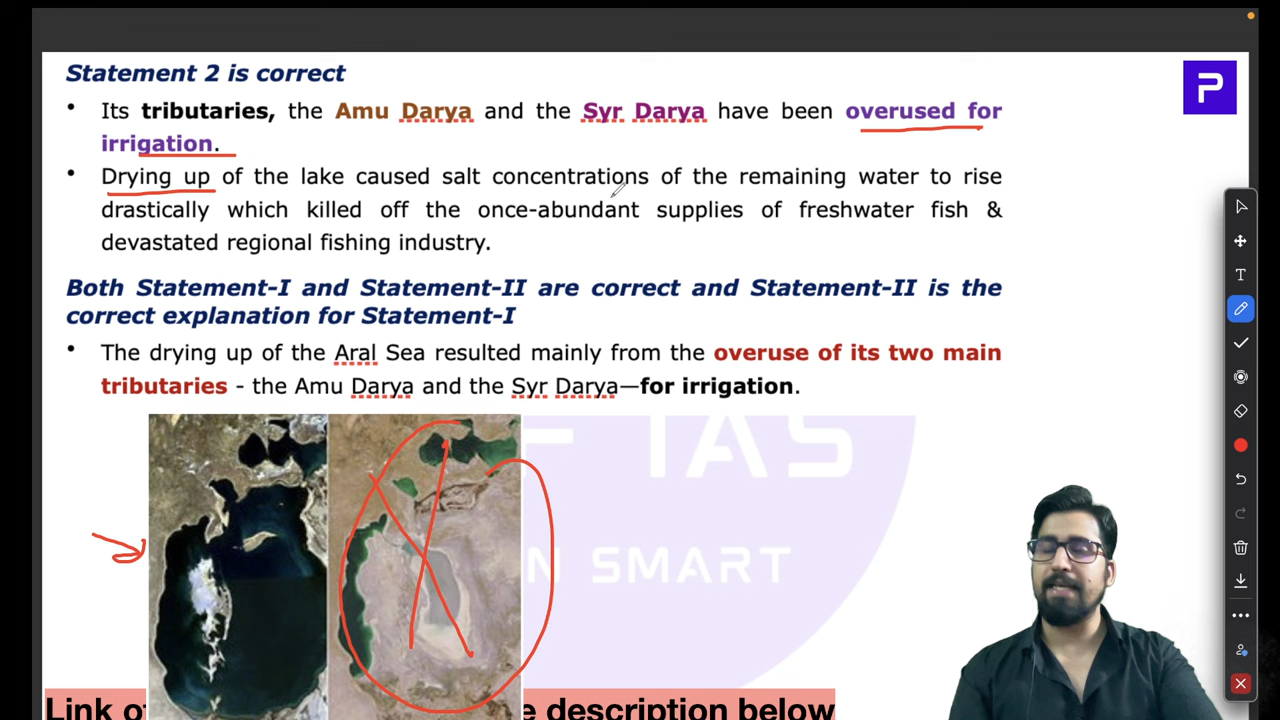 Statement 2 is correct
• Its tributaries, the Amu Darya and the Syr Darya have been overused for
irrigation.
• Drying up of the lake caused salt concentrations of the remaining water to rise
drastically which killed off the once-abundant supplies of freshwater fish &
devastated regional fishing industry.
Both Statement-I and Statement-II are correct and Statement-II is the
correct explanation for Statement-I
• The drying up of the Aral Sea resulted mainly from the overuse of its two main
tributaries - the Amu Darya and the Syr Darya—for irrigation.
IAS
N SMART
Link of
e description below
P
T